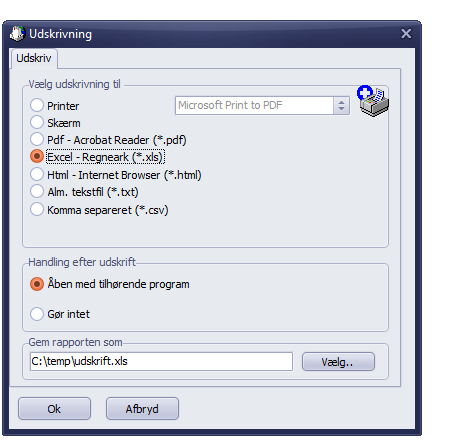 Udskrivning
Udskriv
Vælg udskrivning til
Printer
Microsoft Print to PDF
Skærm
Pdf - Acrobat Reader (*.pdf)
Excel - Regneark (*.xls)
Html - Internet Browser (*.html)
Alm. tekstfil (*.txt)
Komma separeret (*.csv)
Handling efter udskrift
Åben med tilhørende program
Gør intet
Gem rapporten som
C:\temp\udskrift.xls
Vælg..
Ok
Afbryd